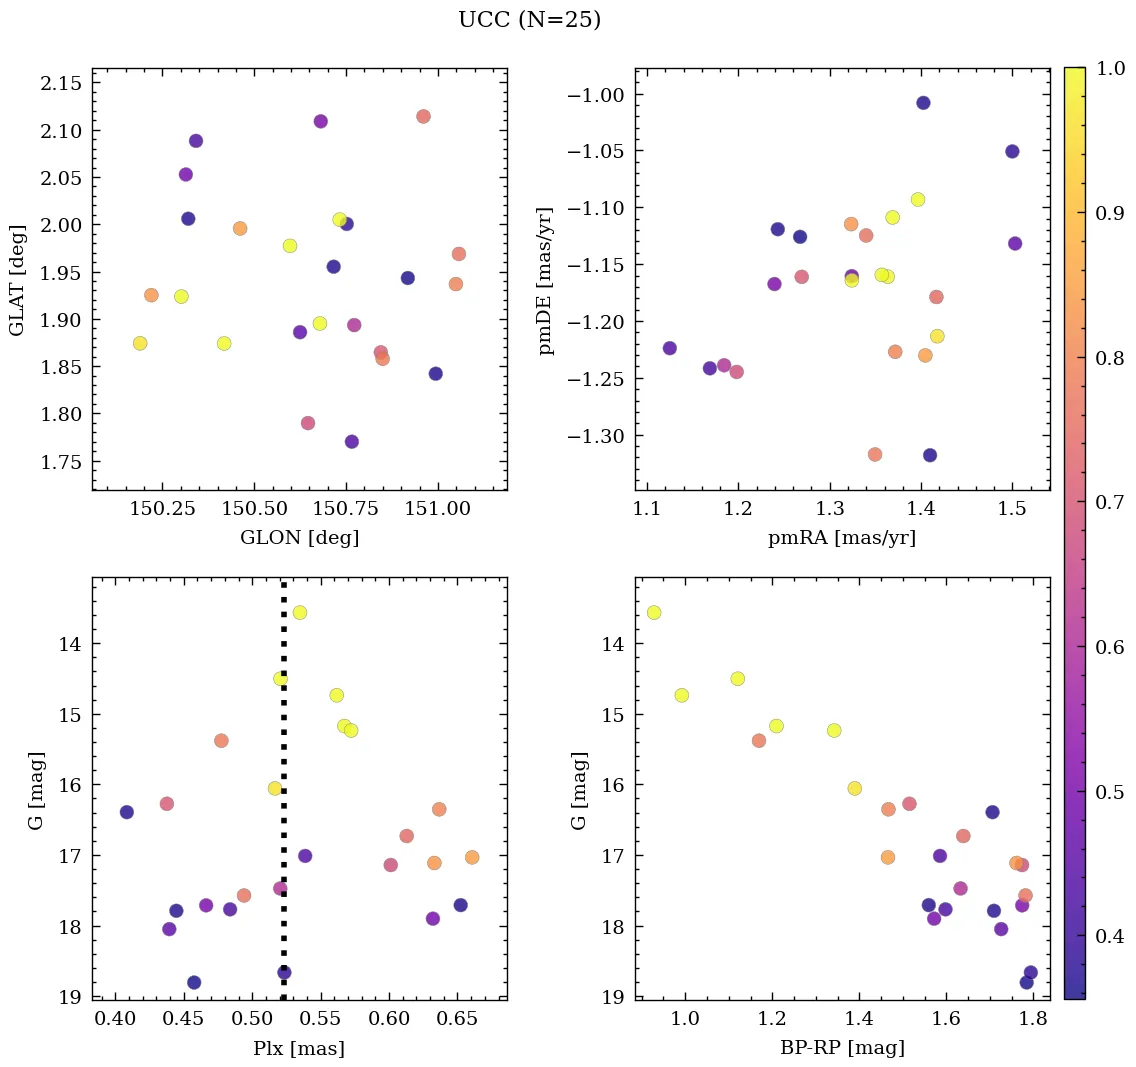 UCC (N=25)
2.15
2.10
2.05
2.00
1.95
1.90
1.85
1.80
1.75
GLAT [deg]
150.25 150.50 150.75 151.00
GLON [deg]
−1.00
−1.05
−1.10
−1.15
−1.20
−1.25
−1.30
pmDE [mas/yr]
1.1 1.2 1.3 1.4 1.5
pmRA [mas/yr]
14
15
16
17
18
19
G [mag]
0.40 0.45 0.50 0.55 0.60 0.65
Plx [mas]
14
15
16
17
18
19
G [mag]
1.0 1.2 1.4 1.6 1.8
BP-RP [mag]
1.0
0.9
0.8
0.7
0.6
0.5
0.4